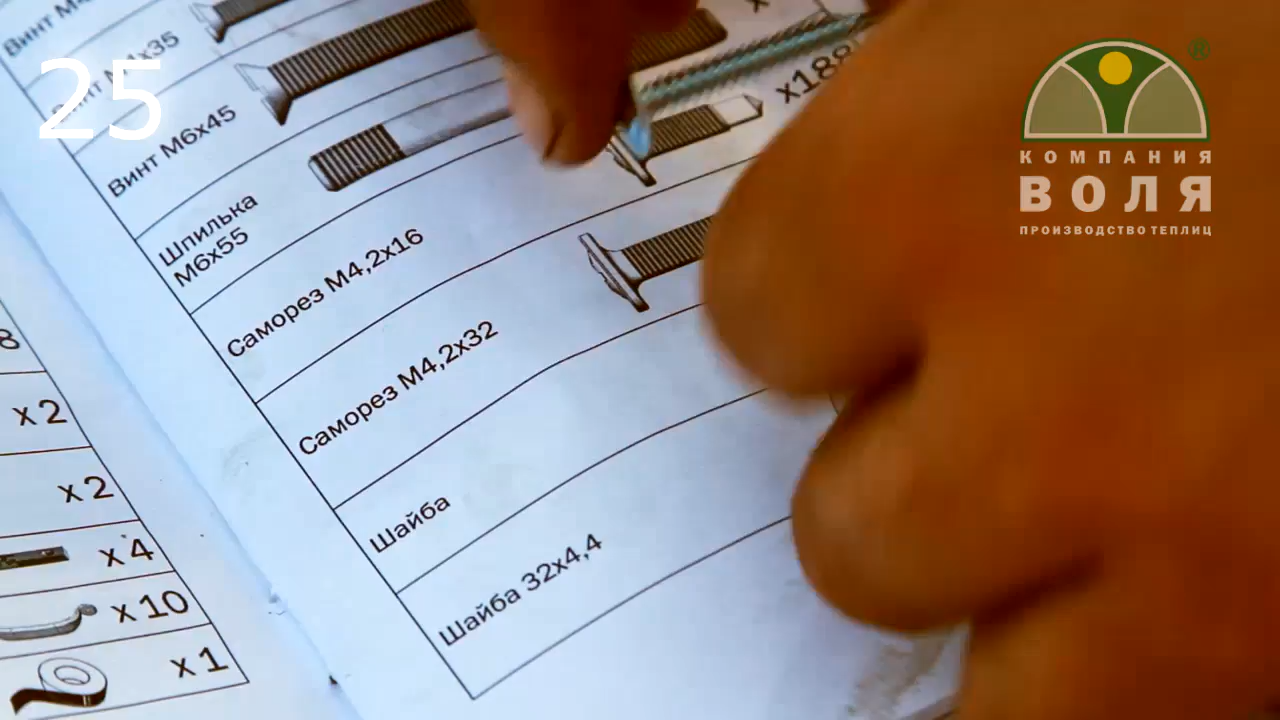 25
Винт М6х45
Шпилька
М6х55
Саморез М4,2х16
х188
Саморез М4,2х32
Шайба
Шайба 32х4,4
8
х2
х2
х4
х10
х1
®
КОМПАНИЯ
ВОЛЯ
ПРОИЗВОДСТВО ТЕПЛИЦ